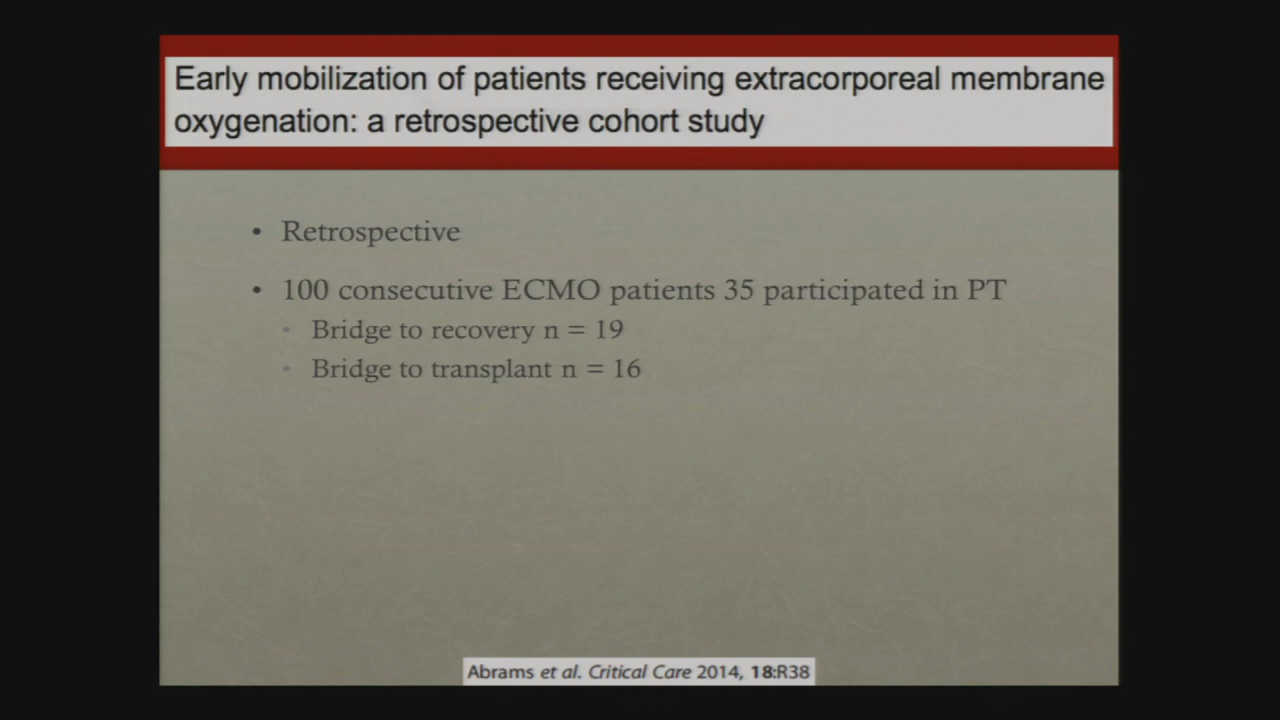 Early mobilization of patients receiving extracorporeal membrane
oxygenation: a retrospective cohort study
• Retrospective
• 100 consecutive ECMO patients 35 participated in PT
• Bridge to recovery n = 19
• Bridge to transplant n = 16
Abrams et al. Critical Care 2014, 18:R38